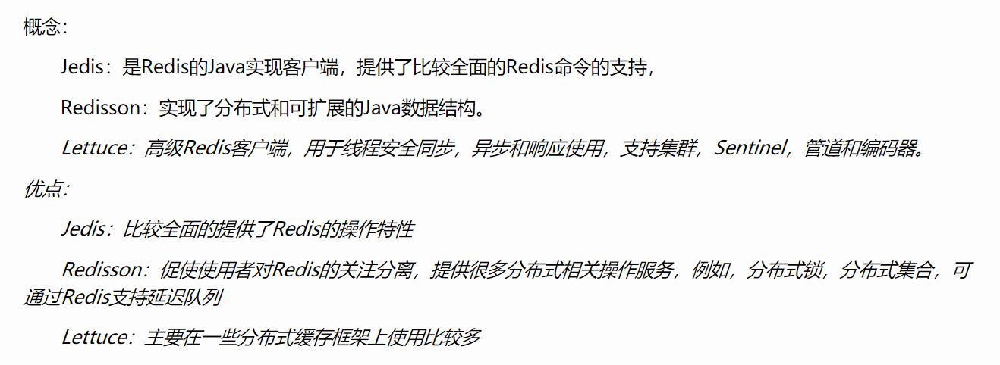 概念：
Jedis：是Redis的Java实现客户端，提供了比较全面的Redis命令的支持，
Redisson：实现了分布式和可扩展的Java数据结构。
Lettuce：高级Redis客户端，用于线程安全同步，异步和响应使用，支持集群，Sentinel，管道和编码器。
优点：
Jedis：比较全面的提供了Redis的操作特性
Redisson：促使使用者对Redis的关注分离，提供很多分布式相关操作服务，例如，分布式锁，分布式集合，可
通过Redis支持延迟队列
Lettuce：主要在一些分布式缓存框架上使用比较多